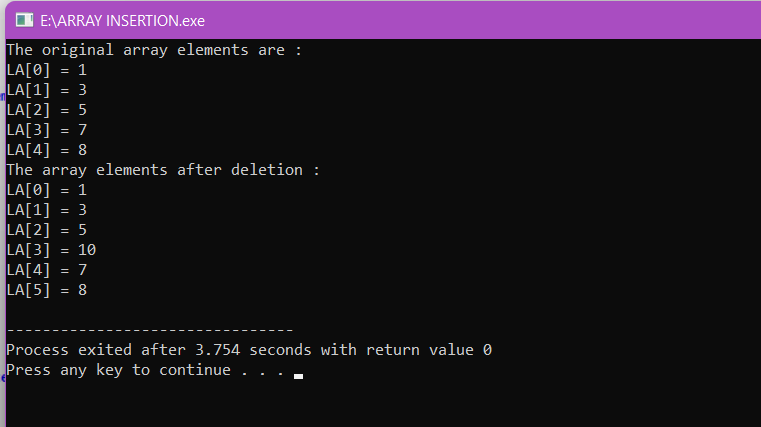 E:\ARRAY INSERTION.exe
The original array elements are :
LA[0] = 1
LA[1] = 3
LA[2] = 5
LA[3] = 7
LA[4] = 8
The array elements after deletion :
LA[0] = 1
LA[1] = 3
LA[2] = 5
LA[3] = 10
LA[4] = 7
LA[5] = 8
--------------------------------
Process exited after 3.754 seconds with return value 0
Press any key to continue . . .